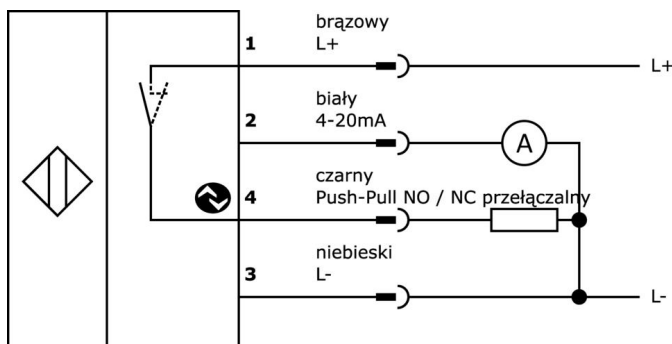 brązowy
1 L+ L+
biały
2 4-20mA
A
czarny
4 Push-Pull NO / NC przełączalny
niebieski
3 L- L-